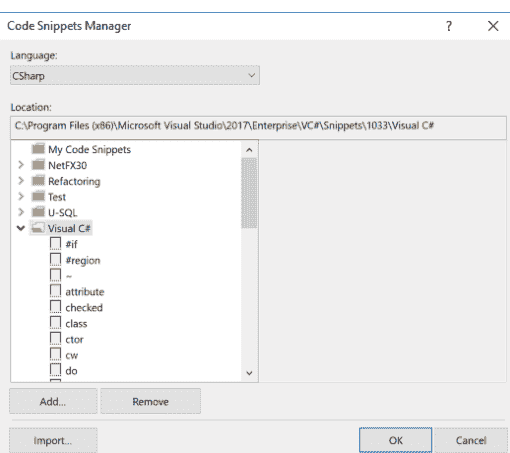 Code Snippets Manager ?
Language:
CSharp
Location:
C:\Program Files (x86)\Microsoft Visual Studio\2017\Enterprise\VC#\Snippets\1033\Visual C#
My Code Snippets
NetFX30
Refactoring
Test
U-SQL
Visual C#
#if
#region
~
attribute
checked
class
ctor
cw
do
Add... Remove
Import... OK Cancel